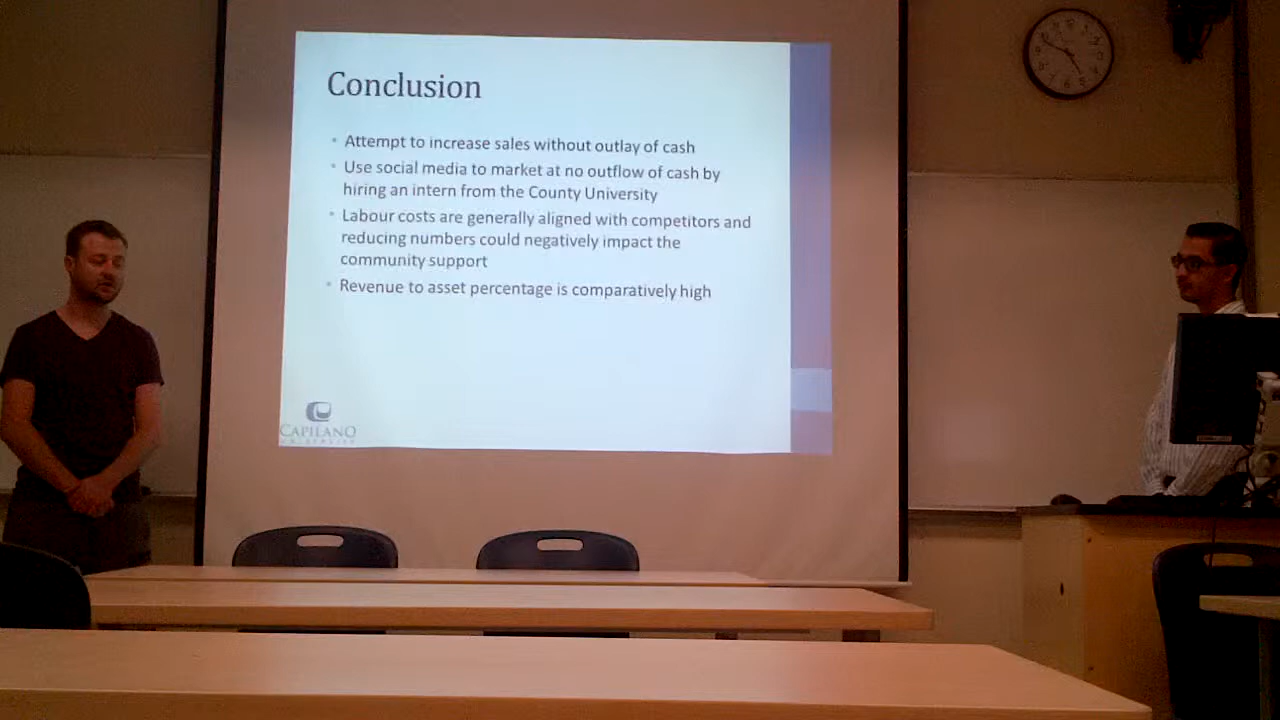 Conclusion
Attempt to increase sales without outlay of cash
Use social media to market at no outflow of cash by
hiring an intern from the County University
Labour costs are generally aligned with competitors and
reducing numbers could negatively impact the
community support
Revenue to asset percentage is comparatively high
CAPILANO
UNIVERSITY